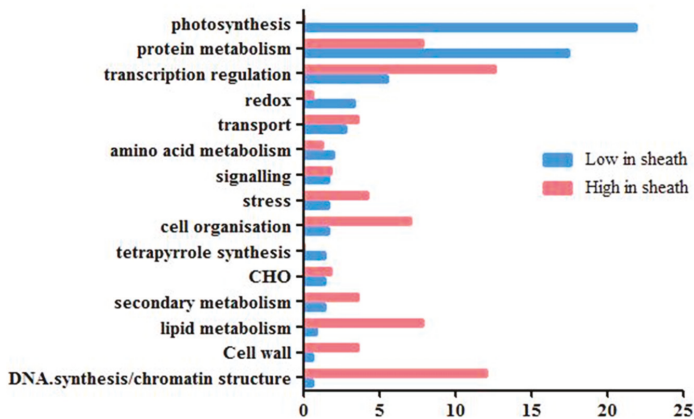 photosynthesis
protein metabolism
transcription regulation
redox
transport
amino acid metabolism
signalling
stress
cell organisation
tetrapyrrole synthesis
CHO
secondary metabolism
lipid metabolism
Cell wall
DNA.synthesis/chromatin structure
Low in sheath
High in sheath
0 5 10 15 20 25